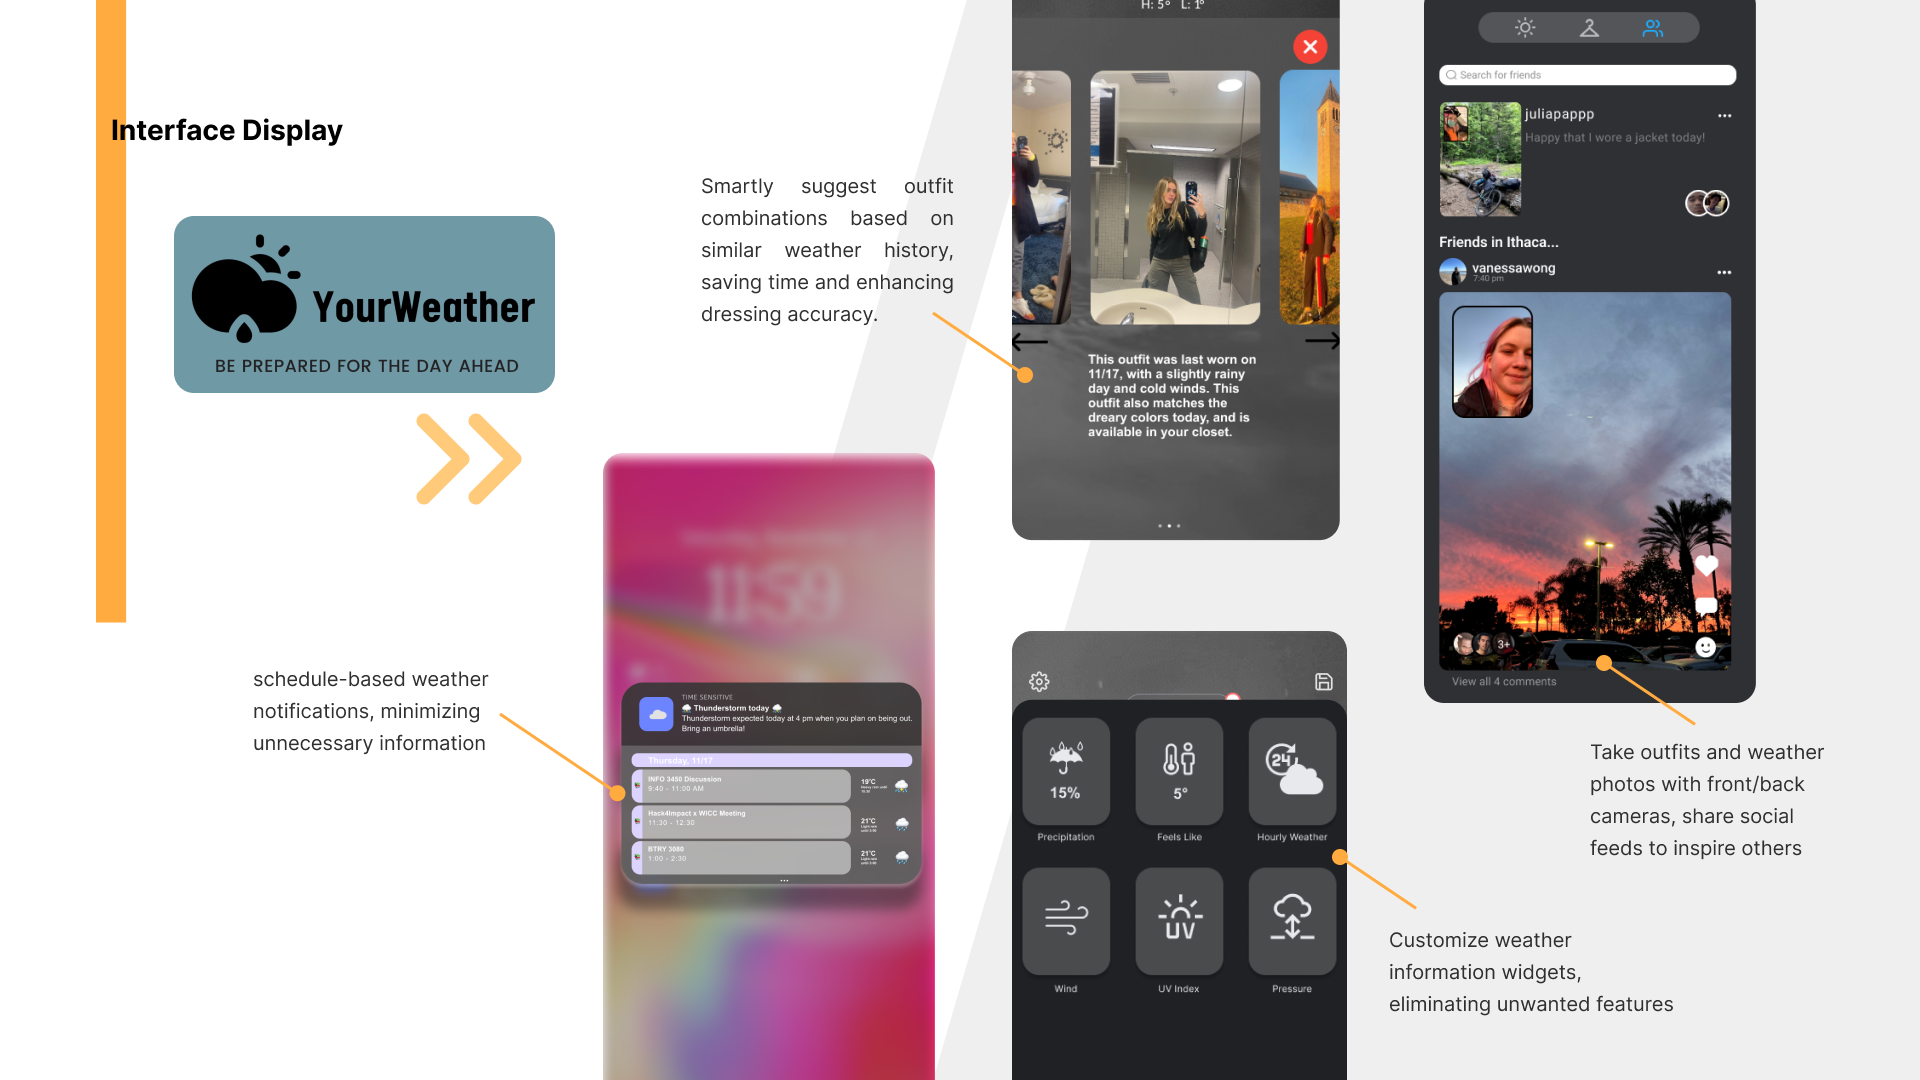 Interface Display
YourWeather
BE PREPARED FOR THE DAY AHEAD
Smartly suggest outfit
combinations based on
similar weather history,
saving time and enhancing
dressing accuracy.
schedule-based weather
notifications, minimizing
unnecessary information
11:59
TIME SENSITIVE
Thunderstorm today
Thunderstorm expected today at 4 pm when you plan on being out.
Bring an umbrella!
Thursday, 11/17
INFO 3450 Discussion
9:40 - 11:00 AM
19°C
Hack4Impact x WICC Meeting
11:30 - 12:30
21°C
BTRY 3080
1:00 - 2:30
21°C
H: 5° L: 1°
This outfit was last worn on
11/17, with a slightly rainy
day and cold winds. This
outfit also matches the
dreary colors today, and is
available in your closet.
24
15%
5°
Precipitation
Feels Like
Hourly Weather
UV
Wind
UV Index
Pressure
Search for friends
juliapappp
Happy that I wore a jacket today!
Friends in Ithaca...
vanessawong
7:40 pm
3+
View all 4 comments
Take outfits and weather
photos with front/back
cameras, share social
feeds to inspire others
Customize weather
information widgets,
eliminating unwanted features